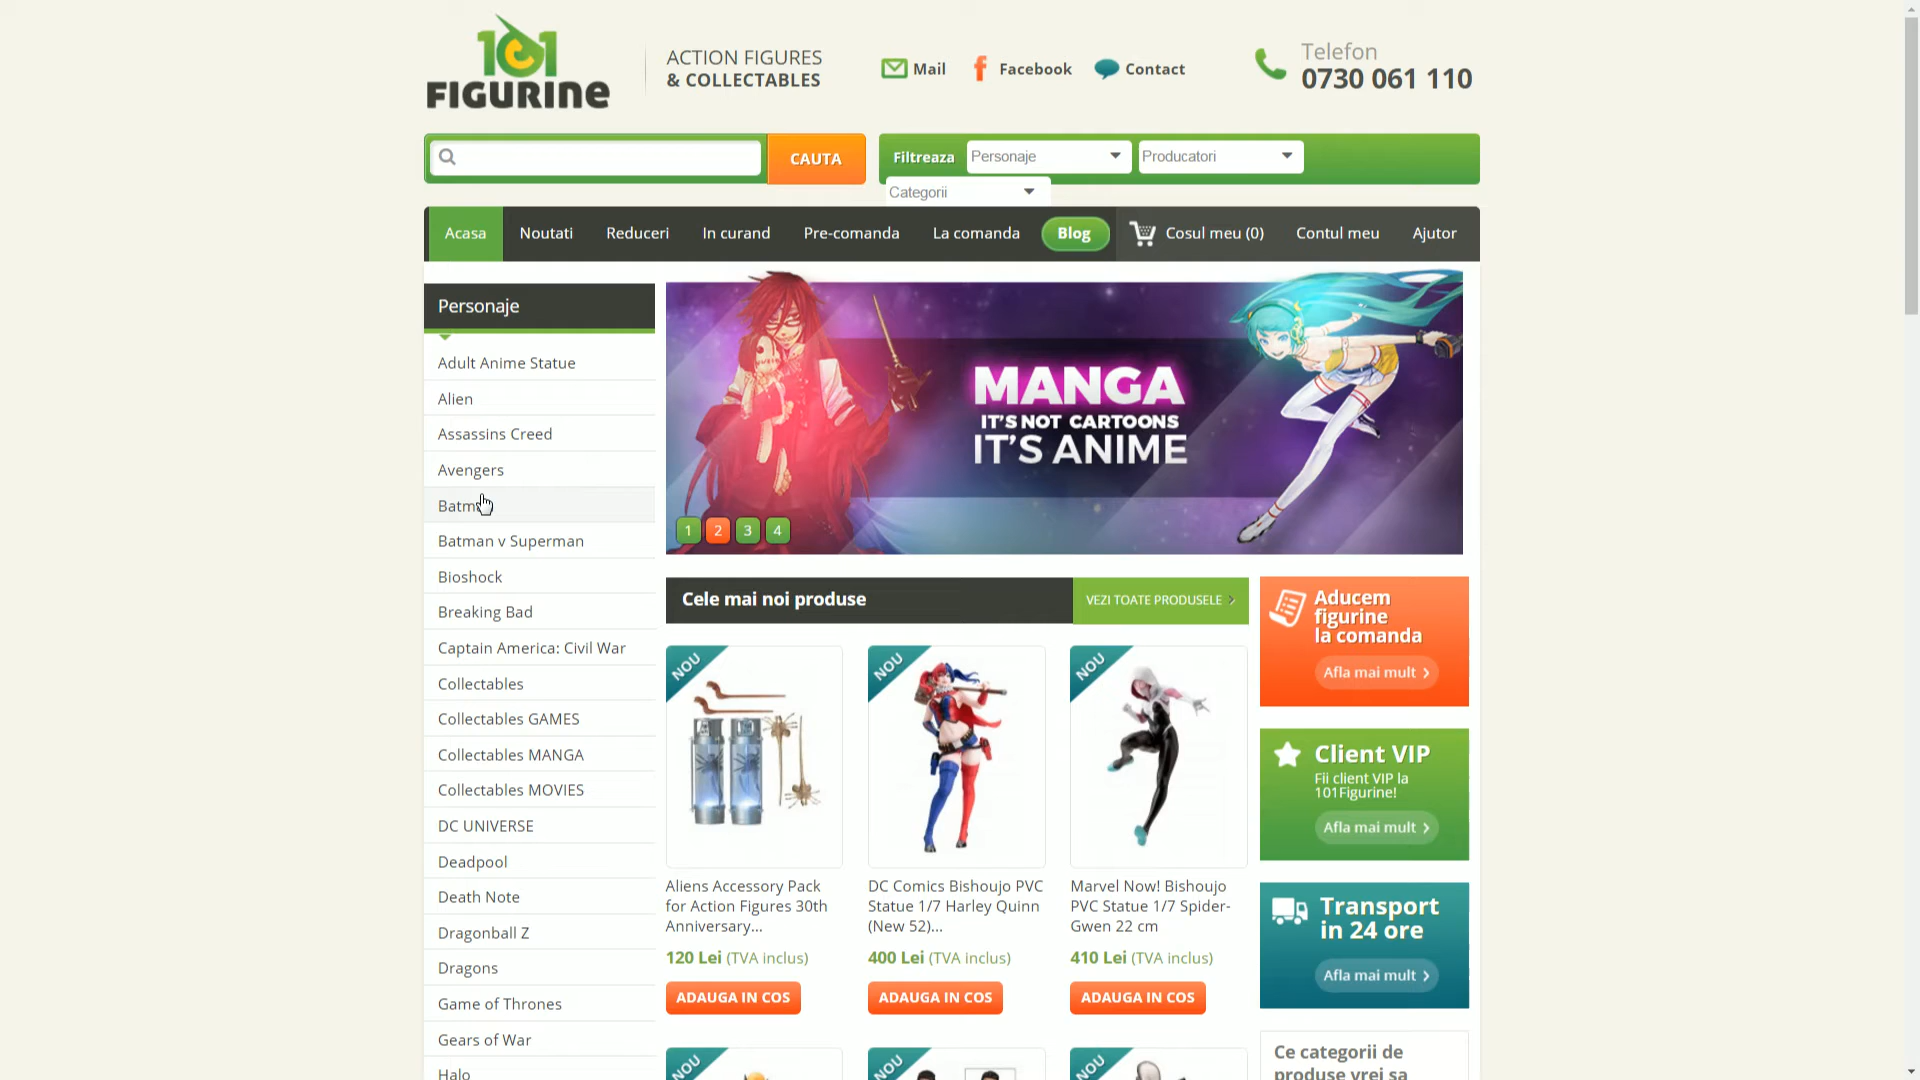 101
FIGURINE
ACTION FIGURES
& COLLECTABLES
Mail
Facebook
Contact
Telefon
0730 061 110
CAUTA
Filtreaza
Personaje
Producatori
Categorii
Acasa
Noutati
Reduceri
In curand
Pre-comanda
La comanda
Blog
Cosul meu (0)
Contul meu
Ajutor
Personaje
Adult Anime Statue
Alien
Assassins Creed
Avengers
Batman v Superman
Bioshock
Breaking Bad
Captain America: Civil War
Collectables
Collectables GAMES
Collectables MANGA
Collectables MOVIES
DC UNIVERSE
Deadpool
Death Note
Dragonball Z
Dragons
Game of Thrones
Gears of War
Halo
MANGA
IT'S NOT CARTOONS
IT'S ANIME
1 2 3 4
Cele mai noi produse
VEZI TOATE PRODUSELE >
NOU
Aliens Accessory Pack
for Action Figures 30th
Anniversary...
120 Lei (TVA inclus)
ADAUGA IN COS
NOU
DC Comics Bishoujo PVC
Statue 1/7 Harley Quinn
(New 52)...
400 Lei (TVA inclus)
ADAUGA IN COS
NOU
Marvel Now! Bishoujo
PVC Statue 1/7 Spider-
Gwen 22 cm
410 Lei (TVA inclus)
ADAUGA IN COS
NOU
NOU
NOU
Aducem
figurine
la comanda
Afla mai mult >
Client VIP
Fii client VIP la
101Figurine!
Afla mai mult >
Transport
in 24 ore
Afla mai mult >
Ce categorii de
produse vrei sa